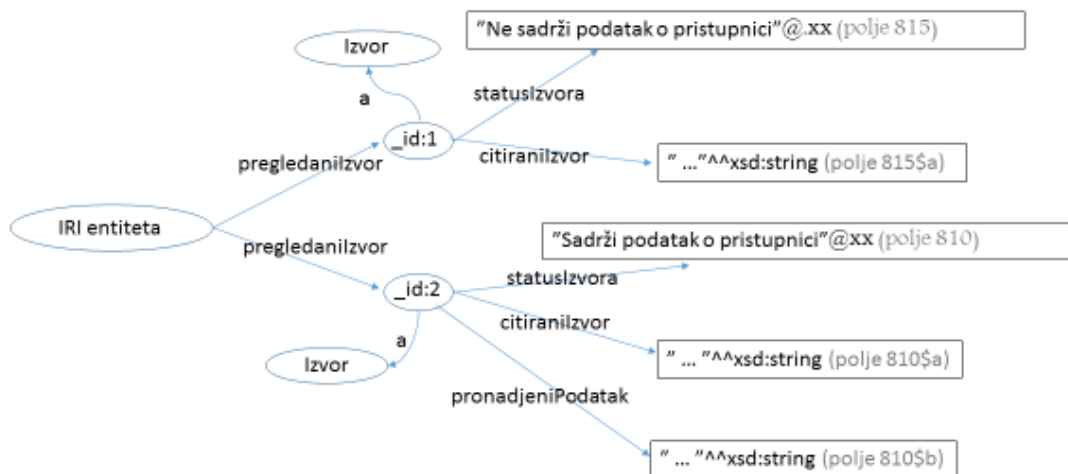 "Ne sadrži podatak o pristupnici"@.xx (polje 815)
Izvor
a
statusIzvora
_id:1
citiraniIzvor
pregledaniIzvor
" ..."^^xsd:string (polje 815$a)
IRI entiteta
"Sadrži podatak o pristupnici"@xx (polje 810)
pregledaniIzvor
statusIzvora
_id:2
citiraniIzvor
a
Izvor
" ... "^^xsd:string (polje 810$a)
pronadjeniPodatak
" ... "^^xsd:string (polje 810$b)